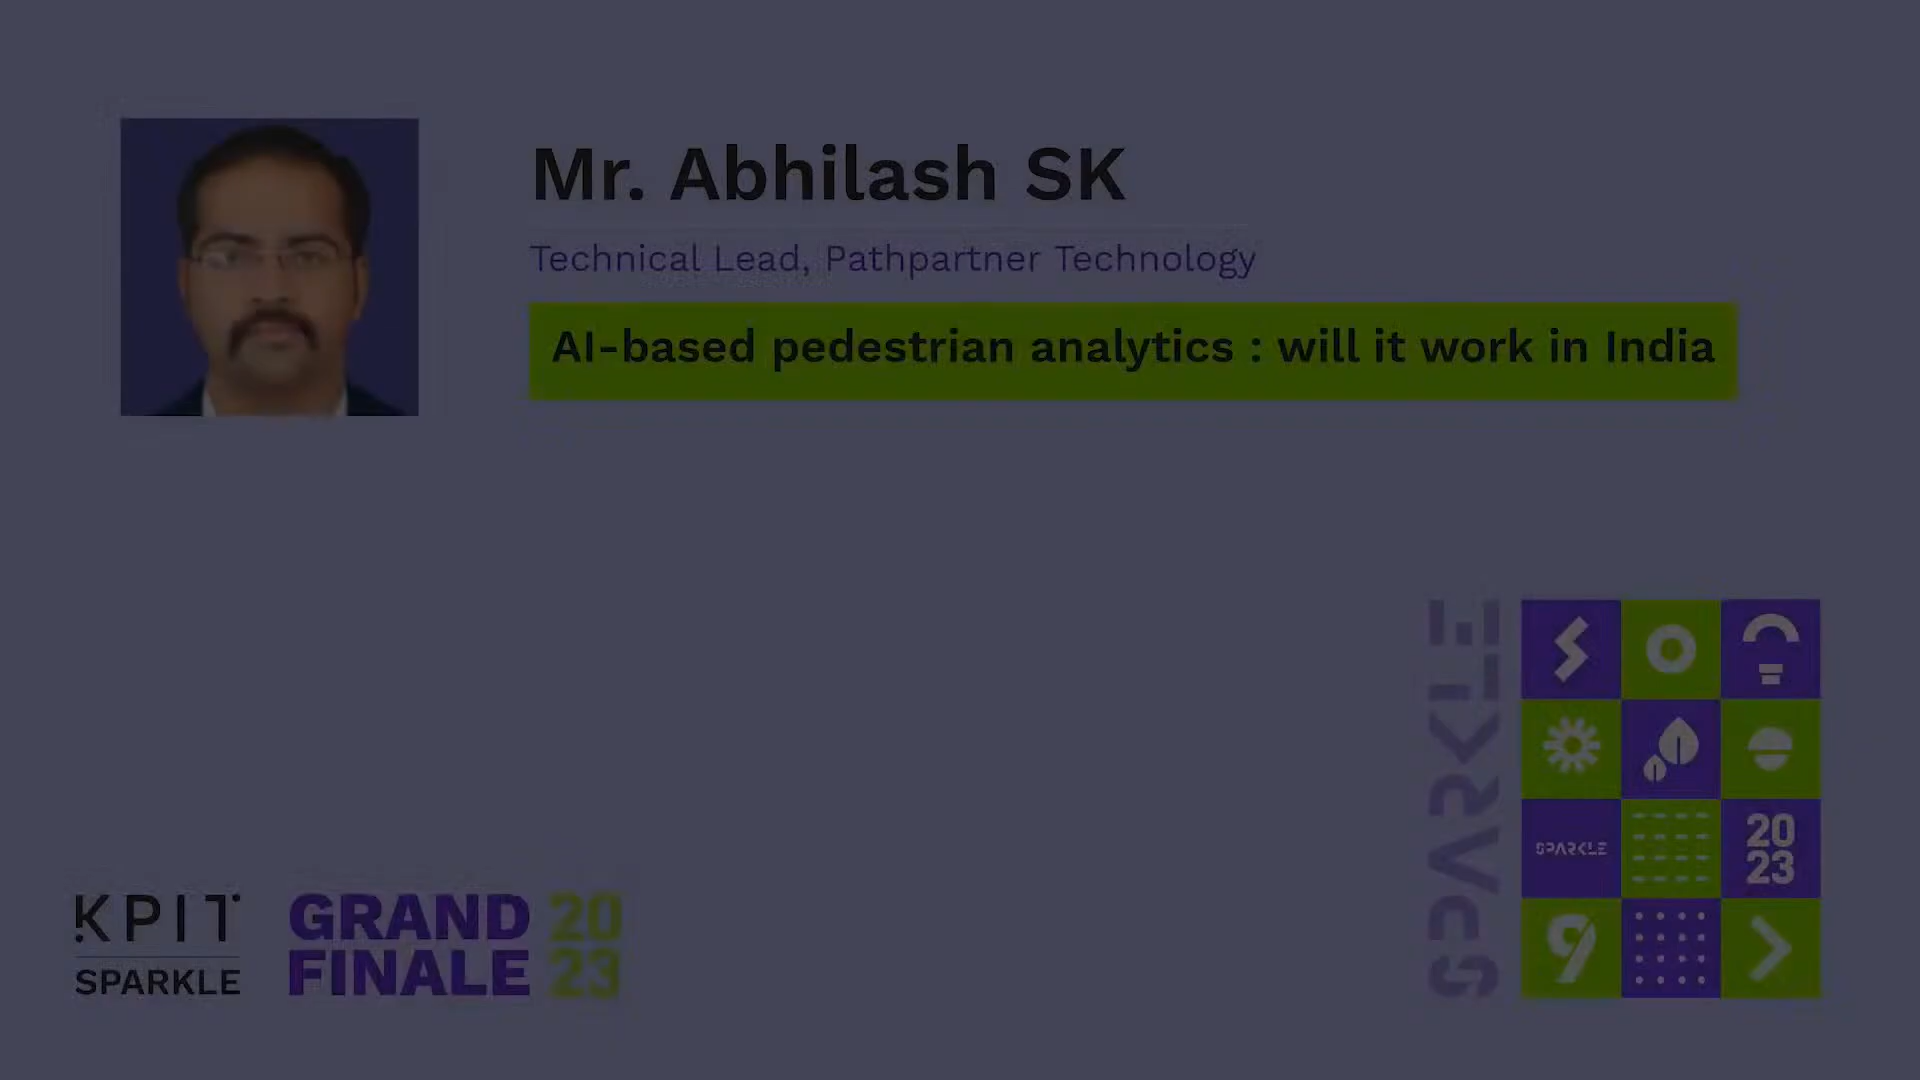 Mr. Abhilash SK
Technical Lead, Pathpartner Technology
AI-based pedestrian analytics : will it work in India
SPARKLE
SPARKLE
20
23
9
KPIT
SPARKLE
GRAND
FINALE
20
23